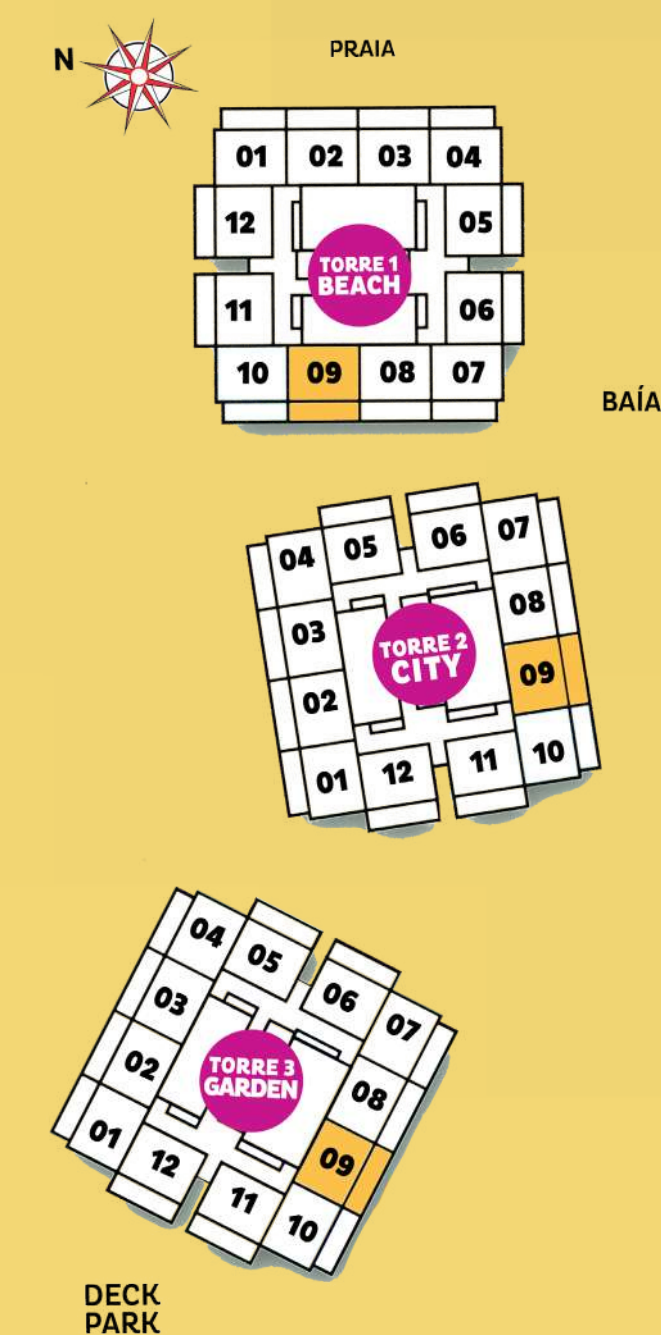 N
PRAIA
01 02 03 04
12 05
TORRE 1
BEACH
11 06
10 09 08 07
BAÍA
04 05 06 07
03 08
TORRE 2
CITY
02 09
01 12 11 10
04 05 06 07
03 08
TORRE 3
GARDEN
02 09
01 12 11 10
DECK
PARK